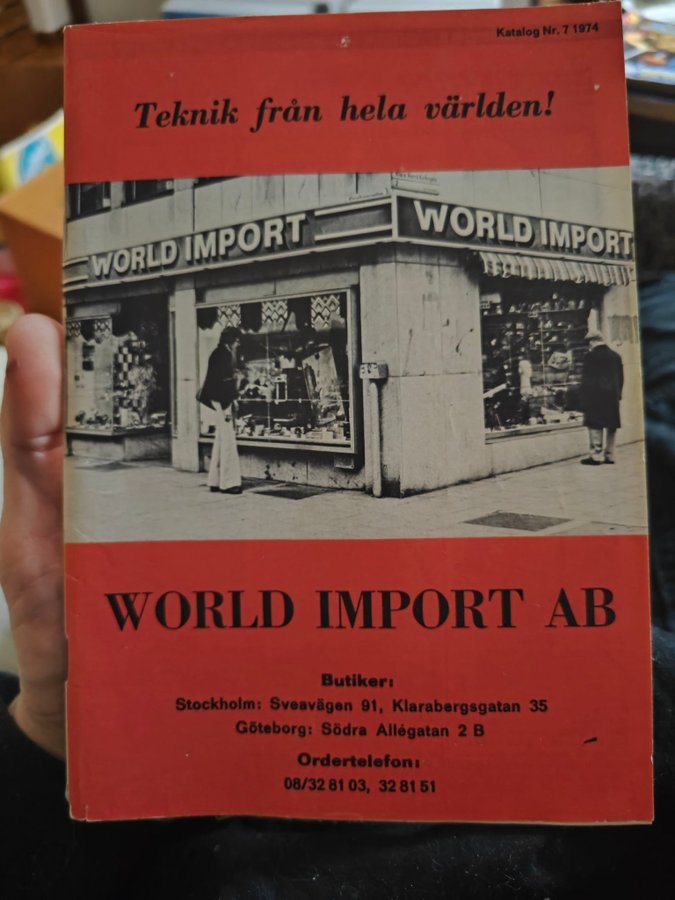 Katalog Nr. 7 1974
Teknik från hela världen!
WORLD IMPORT
WORLD IMPORT
WORLD IMPORT AB
Butiker:
Stockholm: Sveavägen 91, Klarabergsgatan 35
Göteborg: Södra Allégatan 2 B
Ordertelefon:
08/32 81 03, 32 81 51